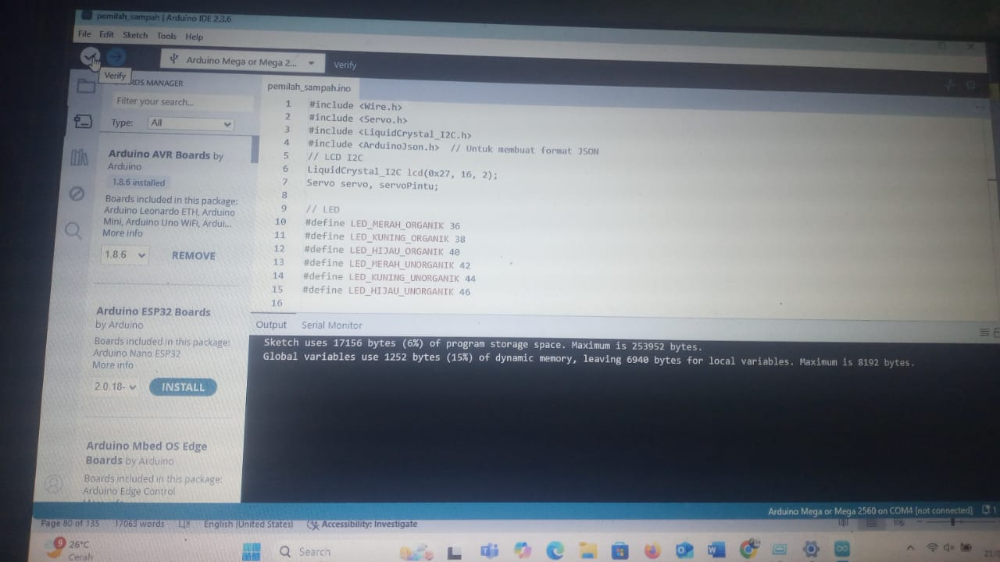 pemilah_sampah | Arduino IDE 2.3.6
File Edit Sketch Tools Help
Arduino Mega or Mega 2...
Verify
Verify
RDS MANAGER
Filter your search...
Type: All
Arduino AVR Boards by
Arduino
1.8.6 installed
Boards included in this package:
Arduino Leonardo ETH, Arduino
Mini, Arduino Uno WiFi, Ardui...
More info
1.8.6
REMOVE
Arduino ESP32 Boards
by Arduino
Boards included in this package:
Arduino Nano ESP32
More info
2.0.18-
INSTALL
Arduino Mbed OS Edge
Boards by Arduino
Boards included in this package:
Arduino Edge Control
pemilah_sampah.ino
1 #include <Wire.h>
2 #include <Servo.h>
3 #include <LiquidCrystal_I2C.h>
4 #include <ArduinoJson.h> // Untuk membuat format JSON
5 // LCD I2C
6 LiquidCrystal_I2C lcd(0x27, 16, 2);
7 Servo servo, servoPintu;
8
9 // LED
10 #define LED_MERAH_ORGANIK 36
11 #define LED_KUNING_ORGANIK 38
12 #define LED_HIJAU_ORGANIK 40
13 #define LED_MERAH_UNORGANIK 42
14 #define LED_KUNING_UNORGANIK 44
15 #define LED_HIJAU_UNORGANIK 46
16
Output Serial Monitor
Sketch uses 17156 bytes (6%) of program storage space. Maximum is 253952 bytes.
Global variables use 1252 bytes (15%) of dynamic memory, leaving 6940 bytes for local variables. Maximum is 8192 bytes.
Arduino Mega or Mega 2560 on COM4 [not connected] 1
Page 80 of 135 17063 words English (United States) Accessibility: Investigate
9
26°C
Cerah
Search